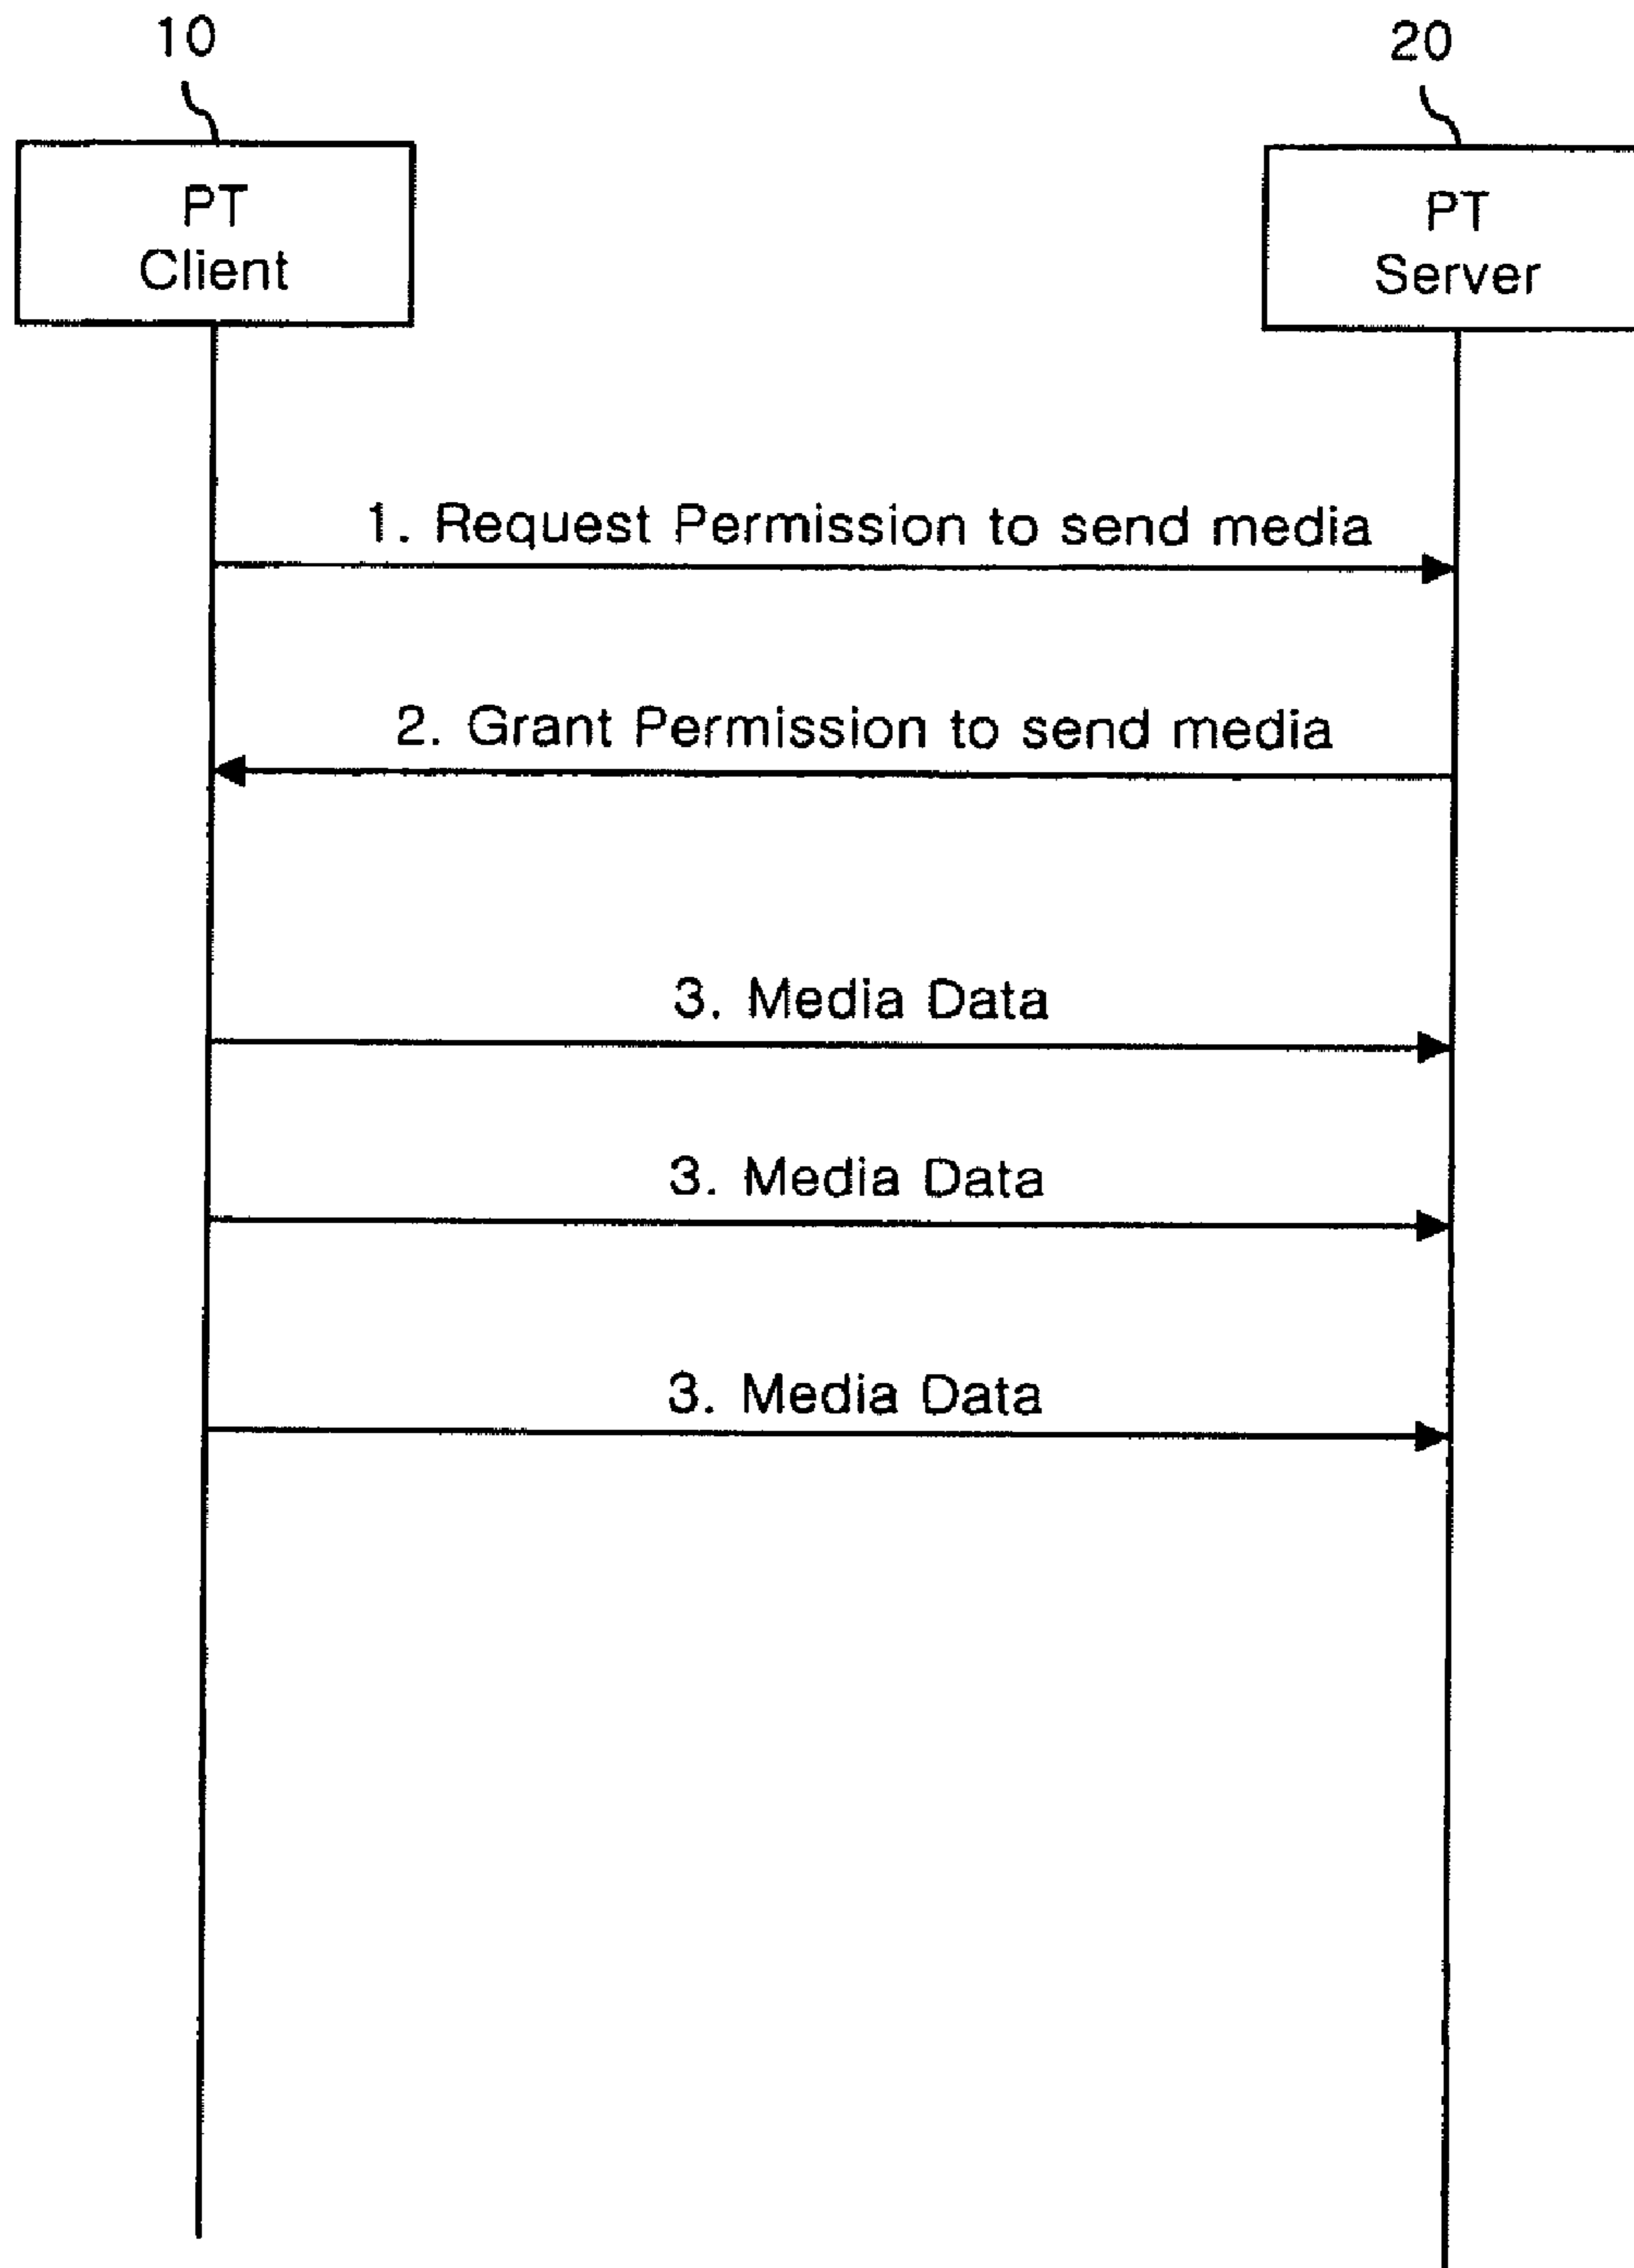 10
20
PT
Client
PT
Server
1. Request Permission to send media
2. Grant Permission to send media
3. Media Data
3. Media Data
3. Media Data